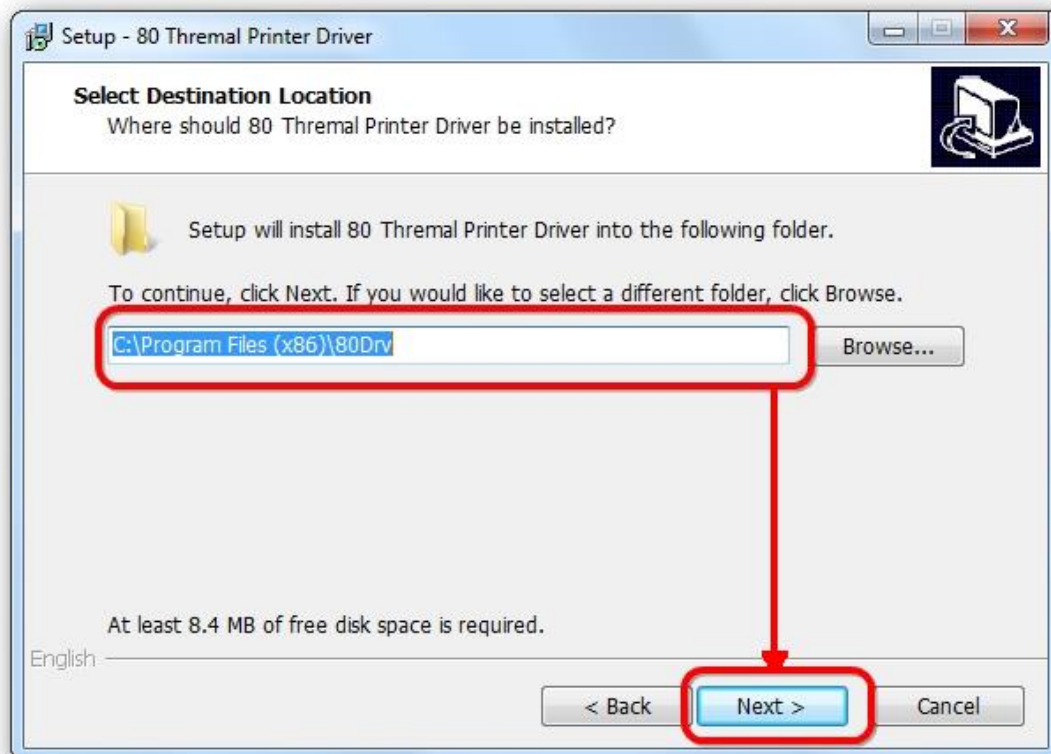 Setup - 80 Thremal Printer Driver
Select Destination Location
Where should 80 Thremal Printer Driver be installed?
Setup will install 80 Thremal Printer Driver into the following folder.
To continue, click Next. If you would like to select a different folder, click Browse.
C:\Program Files (x86)\80Drv
Browse...
At least 8.4 MB of free disk space is required.
English
< Back
Next >
Cancel